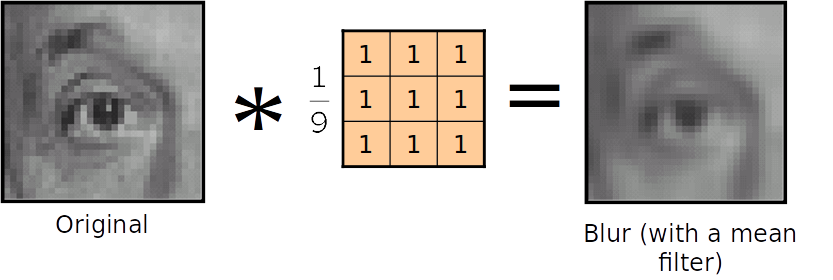 *
1
9
1 1 1
1 1 1
1 1 1
=
Original
Blur (with a mean
filter)